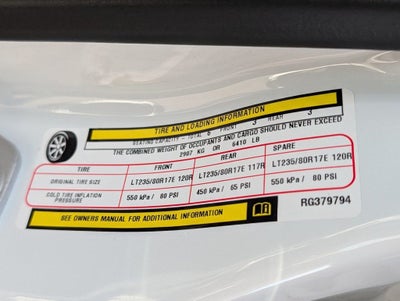 TIRE AND LOADING INFORMATION
SEATING CAPACITY - TOTAL 6 FRONT 3 REAR 3
THE COMBINED WEIGHT OF OCCUPANTS AND CARGO SHOULD NEVER EXCEED
2907 KG OR 6410 LB
TIRE FRONT REAR SPARE
ORIGINAL TIRE SIZE LT235/80R17E 120R LT235/80R17E 117R LT235/80R17E 120R
COLD TIRE INFLATION PRESSURE 550 kPa / 80 PSI 450 kPa / 65 PSI 550 kPa / 80 PSI
SEE OWNERS MANUAL FOR ADDITIONAL INFORMATION
RG379794